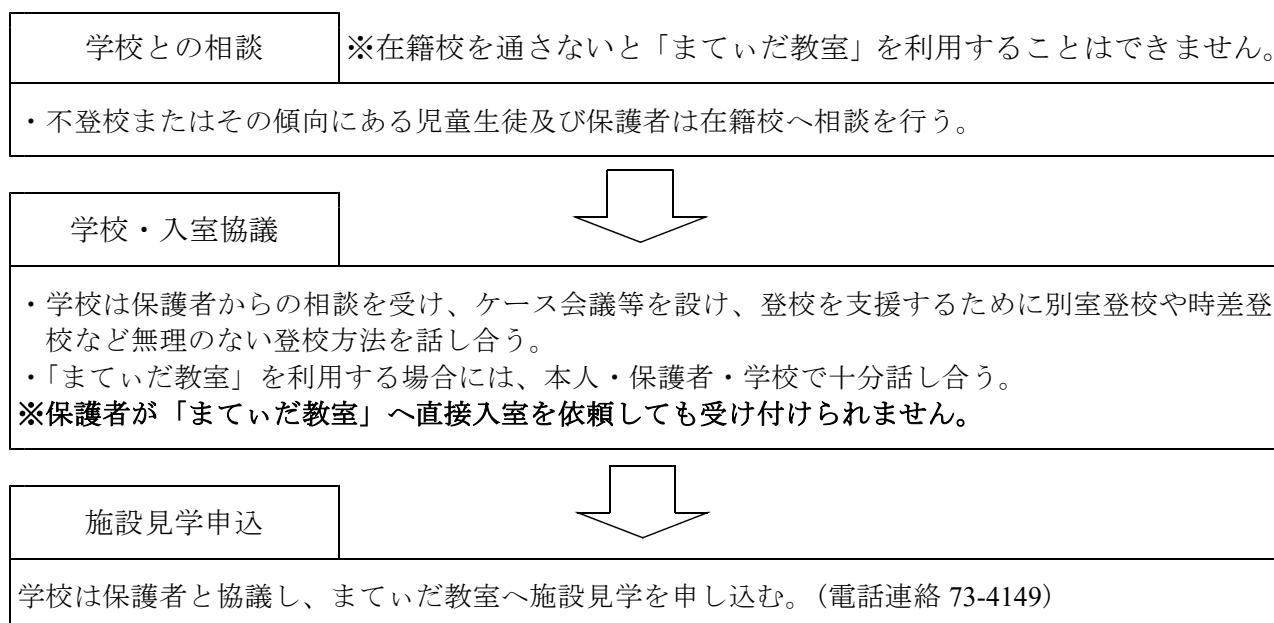 学校との相談
※在籍校を通さないと「まてぃだ教室」を利用することはできません。
・不登校またはその傾向にある児童生徒及び保護者は在籍校へ相談を行う。
学校・入室協議
・学校は保護者からの相談を受け、ケース会議等を設け、登校を支援するために別室登校や時差登
校など無理のない登校方法を話し合う。
・「まてぃだ教室」を利用する場合には、本人・保護者・学校で十分話し合う。
※保護者が「まてぃだ教室」へ直接入室を依頼しても受け付けられません。
施設見学申込
学校は保護者と協議し、まてぃだ教室へ施設見学を申し込む。（電話連絡 73-4149）